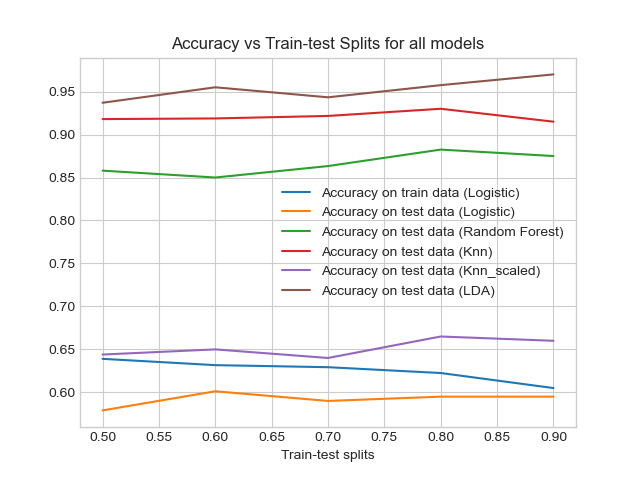 Accuracy vs Train-test Splits for all models
0.95
0.90
0.85
0.80
0.75
0.70
0.65
0.60
Accuracy on train data (Logistic)
Accuracy on test data (Logistic)
Accuracy on test data (Random Forest)
Accuracy on test data (Knn)
Accuracy on test data (Knn_scaled)
Accuracy on test data (LDA)
0.50 0.55 0.60 0.65 0.70 0.75 0.80 0.85 0.90
Train-test splits